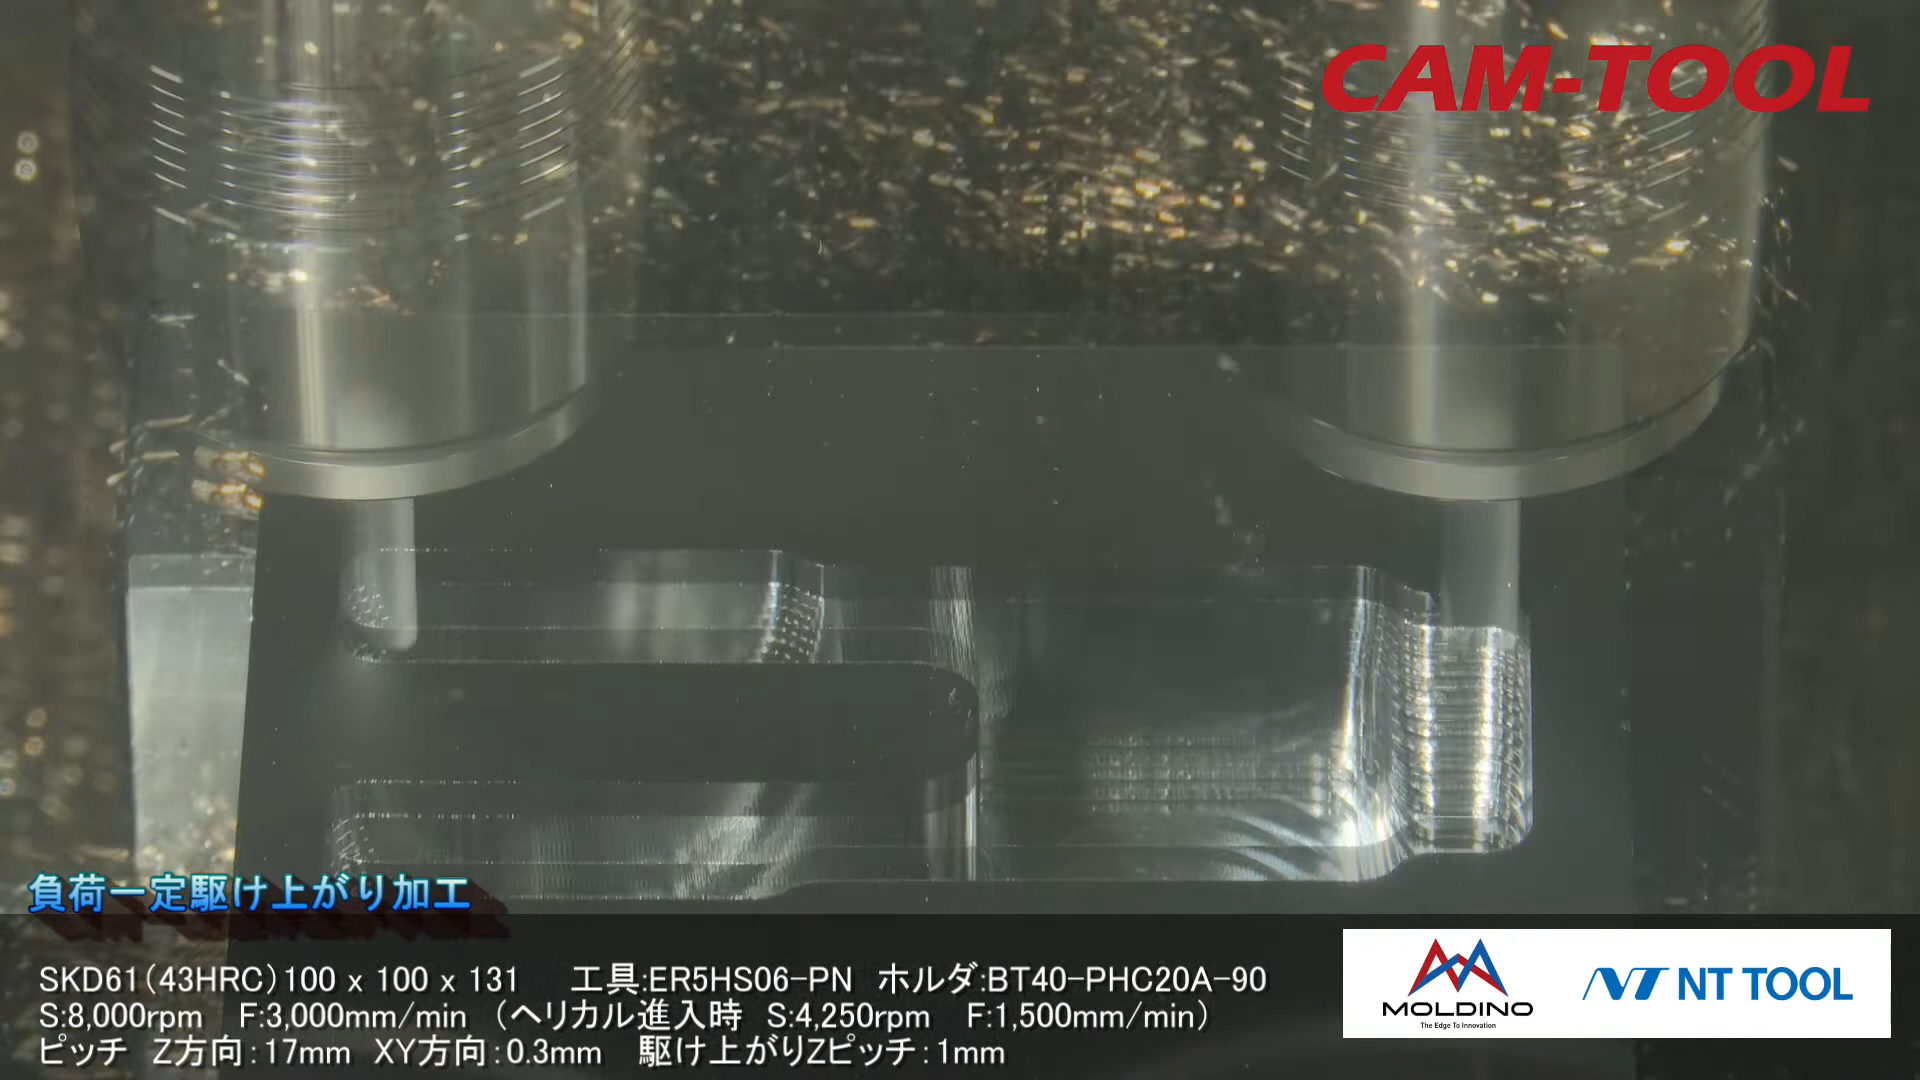 CAM-TOOL
負荷一定駆け上がり加工
SKD61（43HRC）100 x 100 x 131　工具:ER5HS06-PN　ホルダ:BT40-PHC20A-90
S:8,000rpm　F:3,000mm/min　（ヘリカル進入時　S:4,250rpm　F:1,500mm/min）
ピッチ　Z方向：17mm　XY方向：0.3mm　駆け上がりZピッチ：1mm
MOLDINO
The Edge To Innovation
NT TOOL